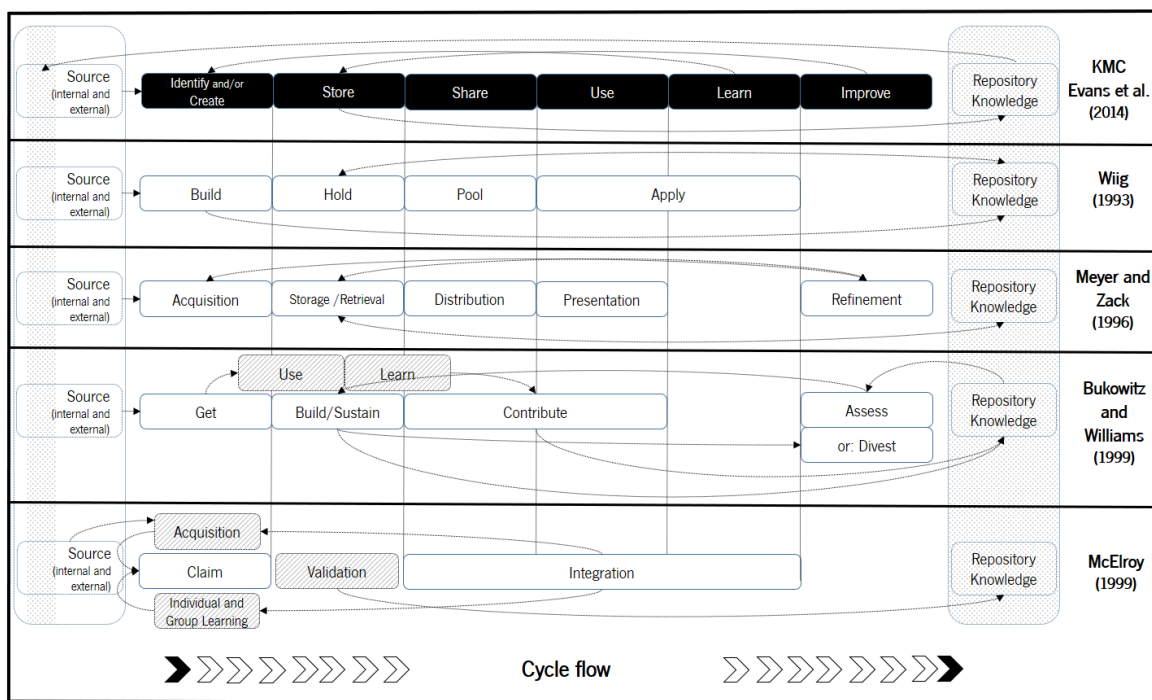 Source
(internal and
external)
Identify and/or
Create
Store
Share
Use
Learn
Improve
Repository
Knowledge
KMC
Evans et al.
(2014)
Source
(internal and
external)
Build
Hold
Pool
Apply
Repository
Knowledge
Wiig
(1993)
Source
(internal and
external)
Acquisition
Storage /Retrieval
Distribution
Presentation
Refinement
Repository
Knowledge
Meyer and
Zack
(1996)
Use
Learn
Source
(internal and
external)
Get
Build/Sustain
Contribute
Assess
or: Divest
Repository
Knowledge
Bukowitz
and
Williams
(1999)
Acquisition
Source
(internal and
external)
Claim
Validation
Integration
Individual and
Group Learning
Repository
Knowledge
McElroy
(1999)
Cycle flow